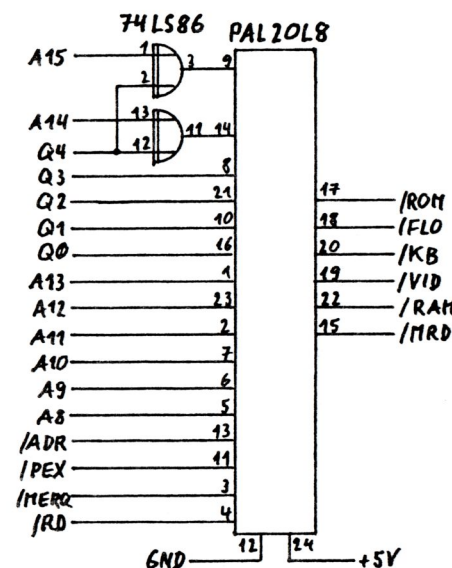 74LS86 PAL20L8
A15 1 3 9
2
A14 13 11 14
Q4 12
Q3 8
Q2 21 17 /ROM
Q1 10 18 /FLO
Q0 16 20 /KB
A13 1 19 /VID
A12 23 22 /RAM
A11 2 15 /MRD
A10 7
A9 6
A8 5
/ADR 13
/PEX 11
/MERQ 3
/RD 4
12 24
GND +5V